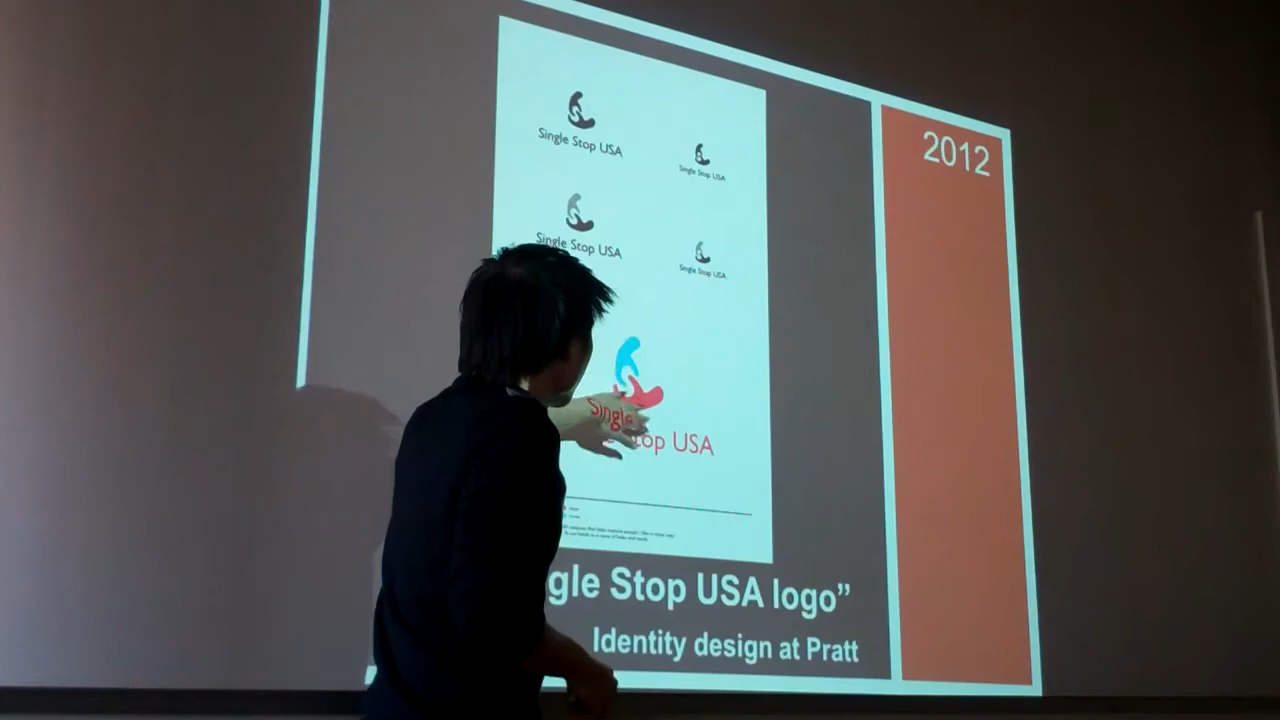 2012
Single Stop USA
Single Stop USA
Single Stop USA
Single Stop USA
Single
top USA
gle Stop USA logo”
Identity design at Pratt